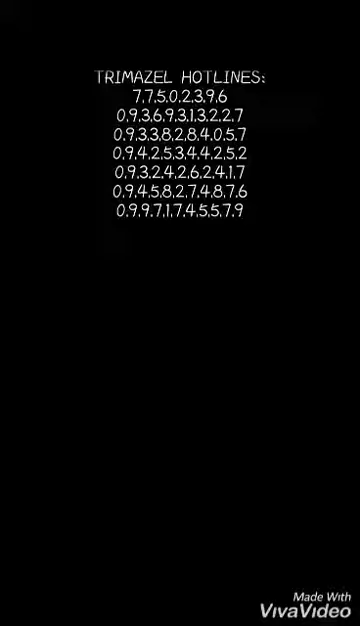 TRIMAZEL HOTLINES:
7,7,5,0,2,3,9,6
0,9,3,6,9,3,1,3,2,2,7
0,9,3,3,8,2,8,4,0,5,7
0,9,4,2,5,3,4,4,2,5,2
0,9,3,2,4,2,6,2,4,1,7
0,9,4,5,8,2,7,4,8,7,6
0,9,9,7,1,7,4,5,5,7,9
Made With
VivaVideo